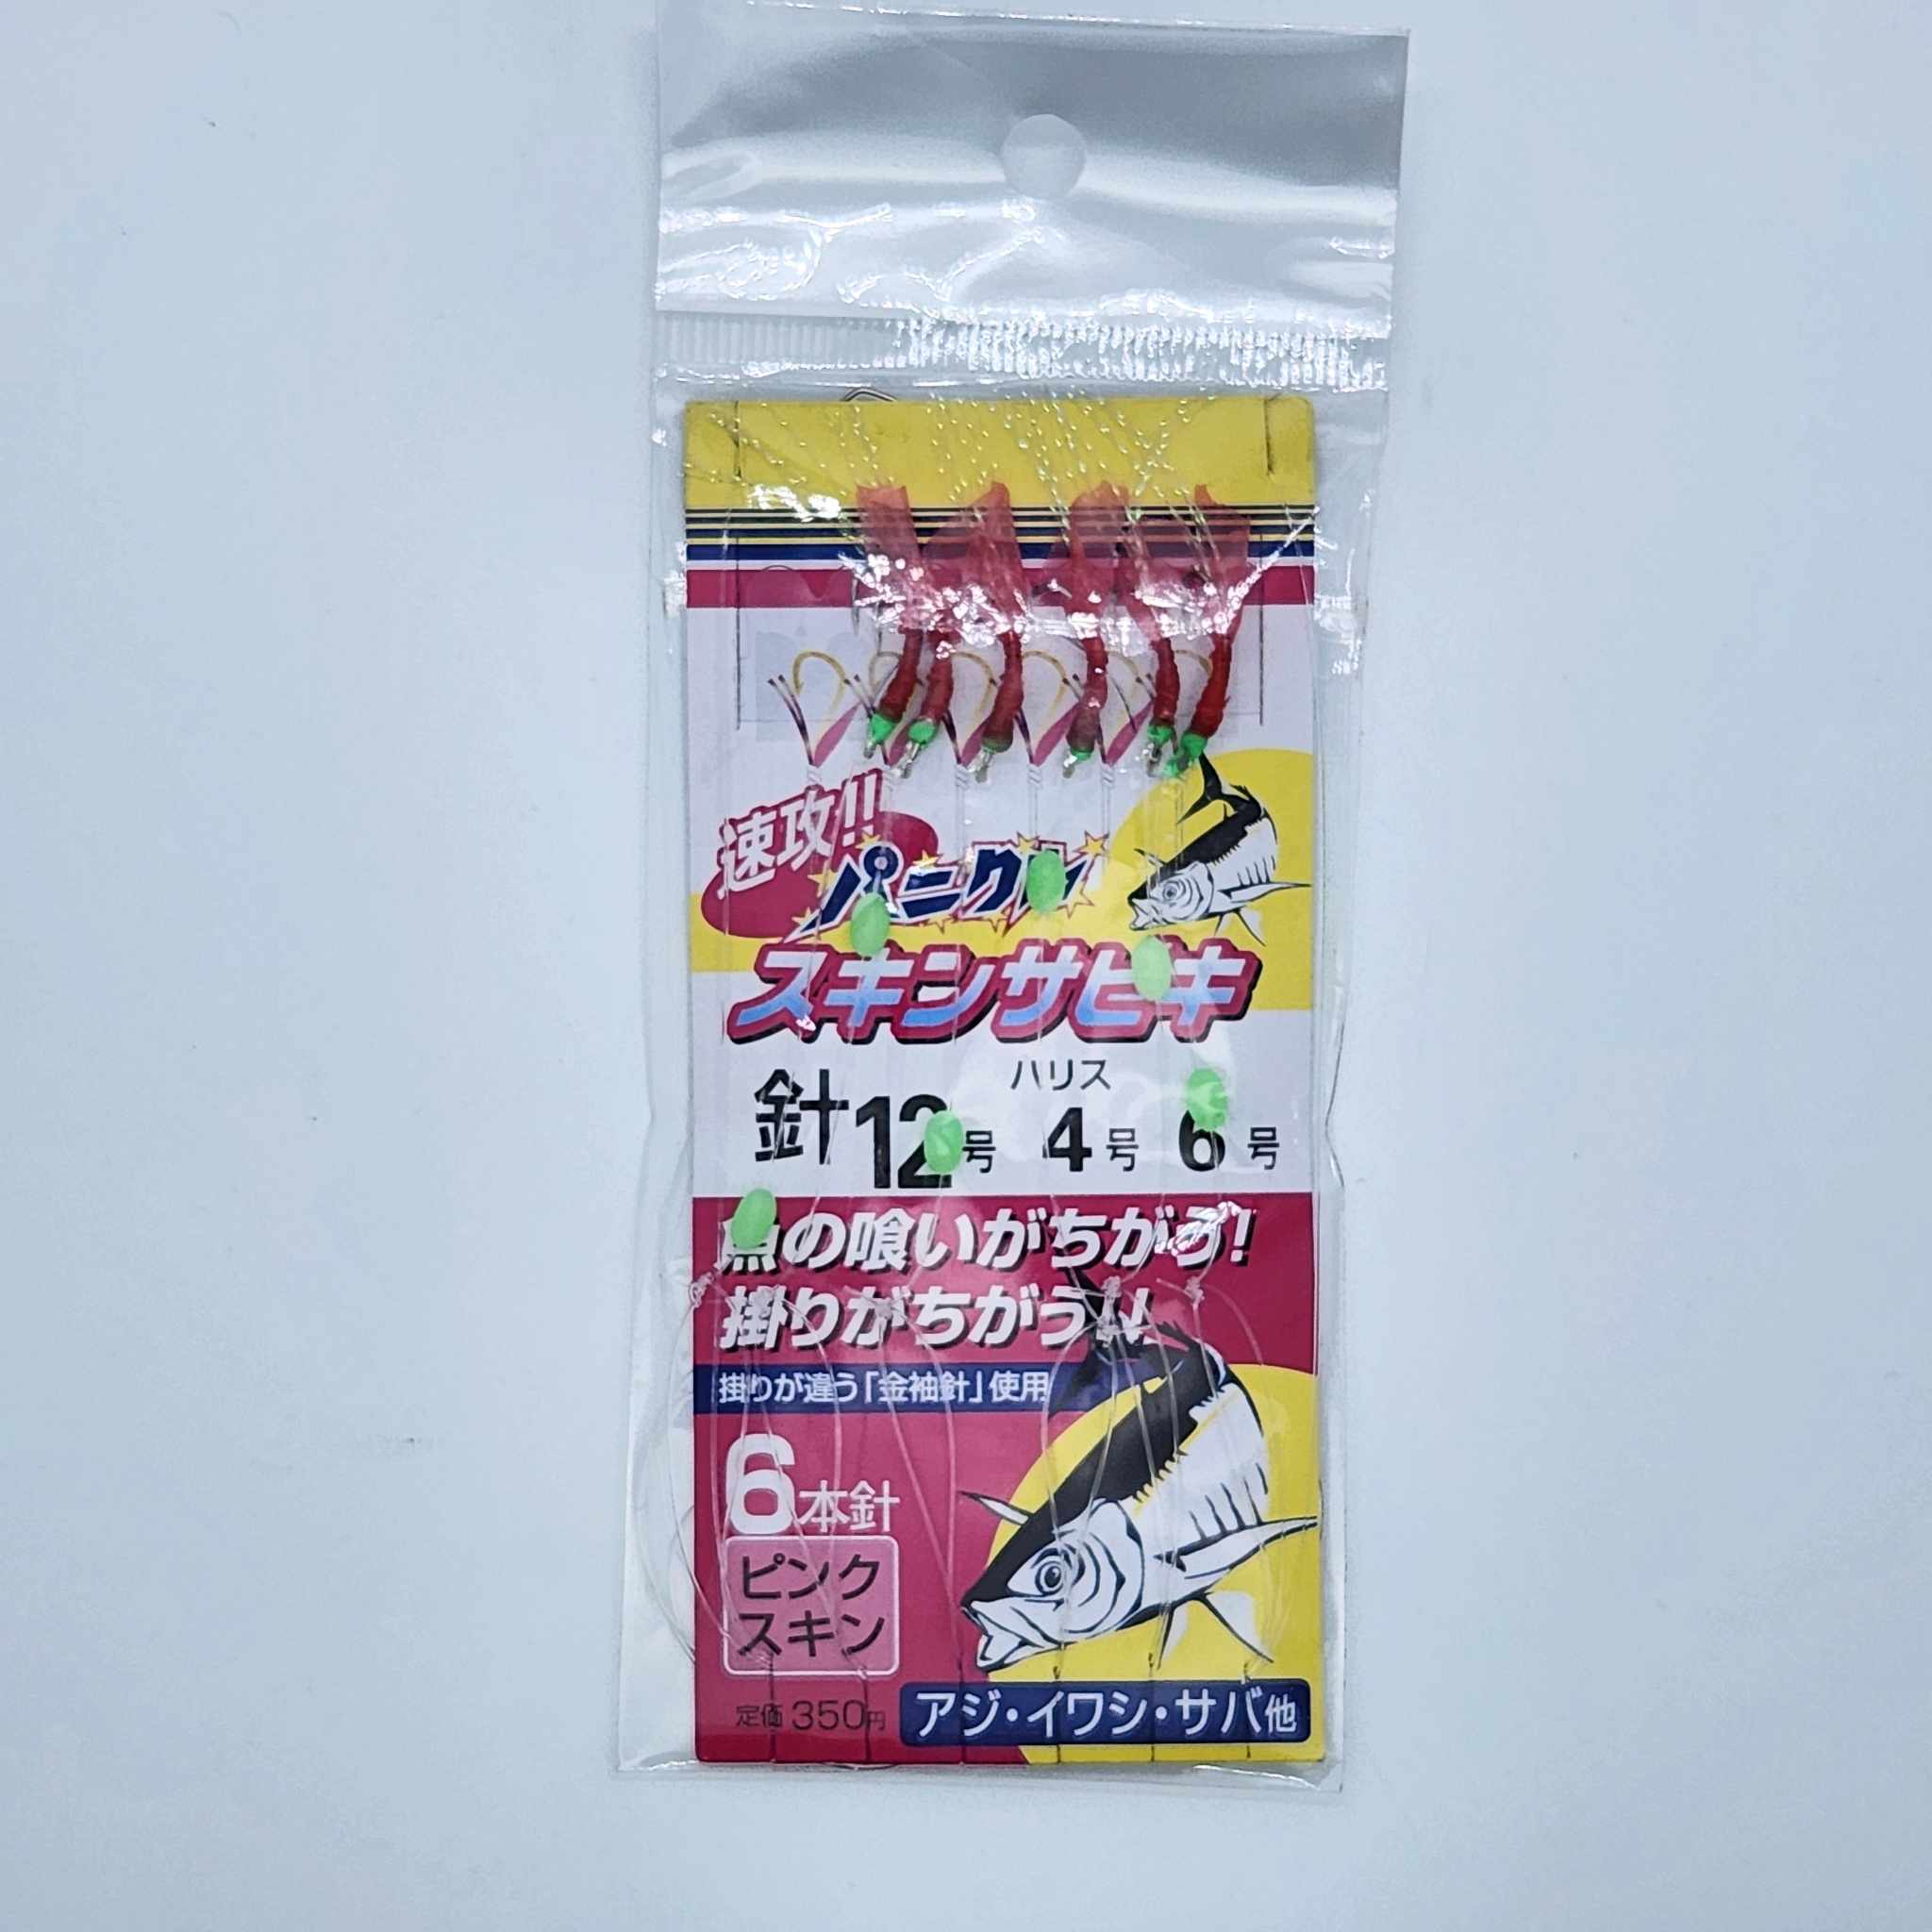 速攻!!
パニック
スキンサビキ
ハリス
針12号 4号 6号
魚の喰いがちがう!
掛りがちがう!!
掛りが違う「金袖針」使用
6本針
ピンク
スキン
定価 350円
アジ・イワシ・サバ他